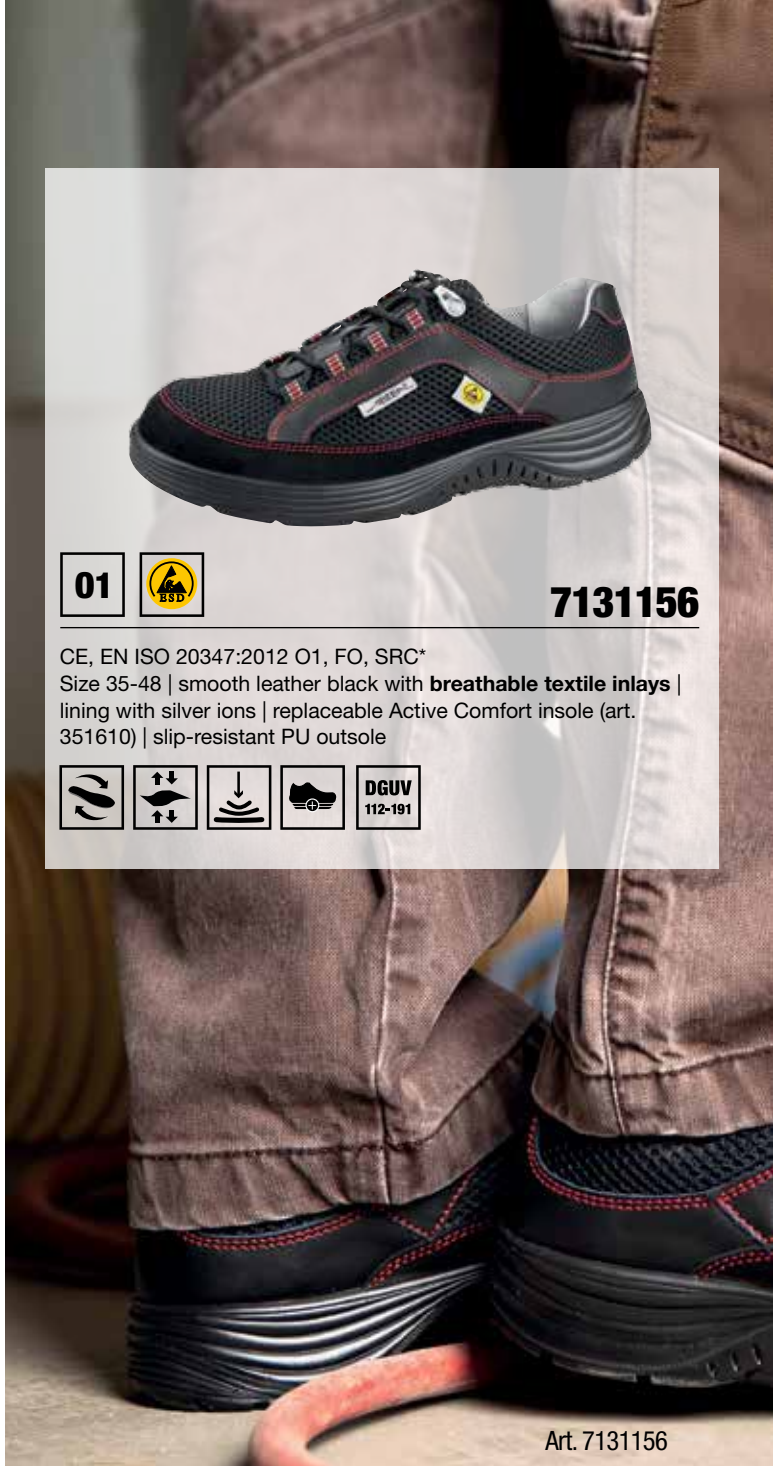 ABEBA
01
ESD
7131156
CE, EN ISO 20347:2012 O1, FO, SRC*
Size 35-48 | smooth leather black with breathable textile inlays |
lining with silver ions | replaceable Active Comfort insole (art.
351610) | slip-resistant PU outsole
DGUV
112-191
Art. 7131156